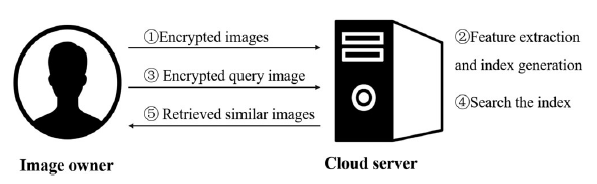 ①Encrypted images
③ Encrypted query image
⑤ Retrieved similar images
Image owner
Cloud server
②Feature extraction
and index generation
④Search the index